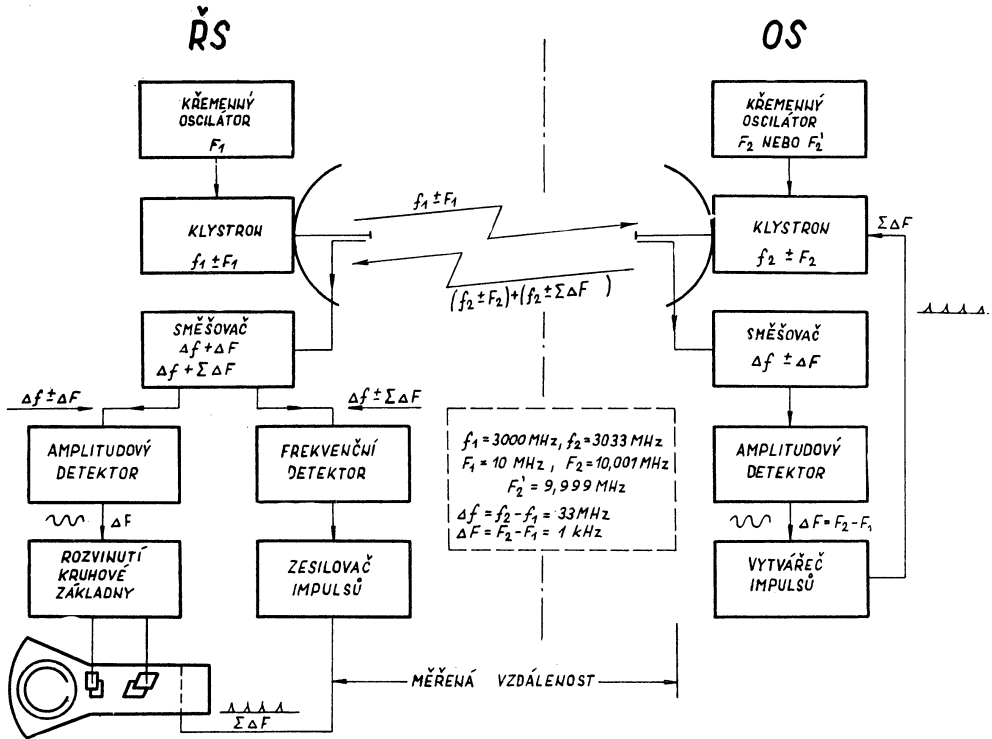 ŘS
OS
KŘEMENNÝ
OSCILÁTOR
F1
KŘEMENNÝ
OSCILÁTOR
F2 NEBO F2'
KLYSTRON
f1 ± F1
f1 ± F1
(f2 ± F2) + (f2 ± ΣΔF)
KLYSTRON
f2 ± F2
ΣΔF
SMĚŠOVAČ
Δf + ΔF
Δf + ΣΔF
SMĚŠOVAČ
Δf ± ΔF
Δf ± ΔF
Δf ± ΣΔF
AMPLITUDOVÝ
DETEKTOR
FREKVENČNÍ
DETEKTOR
f1 = 3000 MHz, f2 = 3033 MHz
F1 = 10 MHz, F2 = 10,001 MHz
F2' = 9,999 MHz
Δf = f2 - f1 = 33 MHz
ΔF = F2 - F1 = 1 kHz
AMPLITUDOVÝ
DETEKTOR
ΔF
ΔF = F2 - F1
ROZVINUTÍ
KRUHOVÉ
ZÁKLADNY
ZESILOVAČ
IMPULSŮ
VYTVÁŘEČ
IMPULSŮ
MĚŘENÁ VZDÁLENOST
ΣΔF